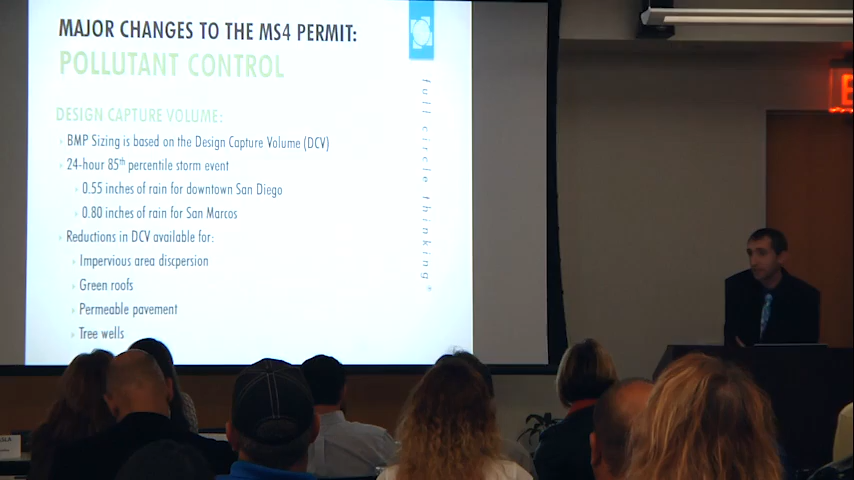 MAJOR CHANGES TO THE MS4 PERMIT:
POLLUTANT CONTROL
DESIGN CAPTURE VOLUME:
BMP Sizing is based on the Design Capture Volume (DCV)
24-hour 85th percentile storm event
0.55 inches of rain for downtown San Diego
0.80 inches of rain for San Marcos
Reductions in DCV available for:
Impervious area discpersion
Green roofs
Permeable pavement
Tree wells
full circle thinking®